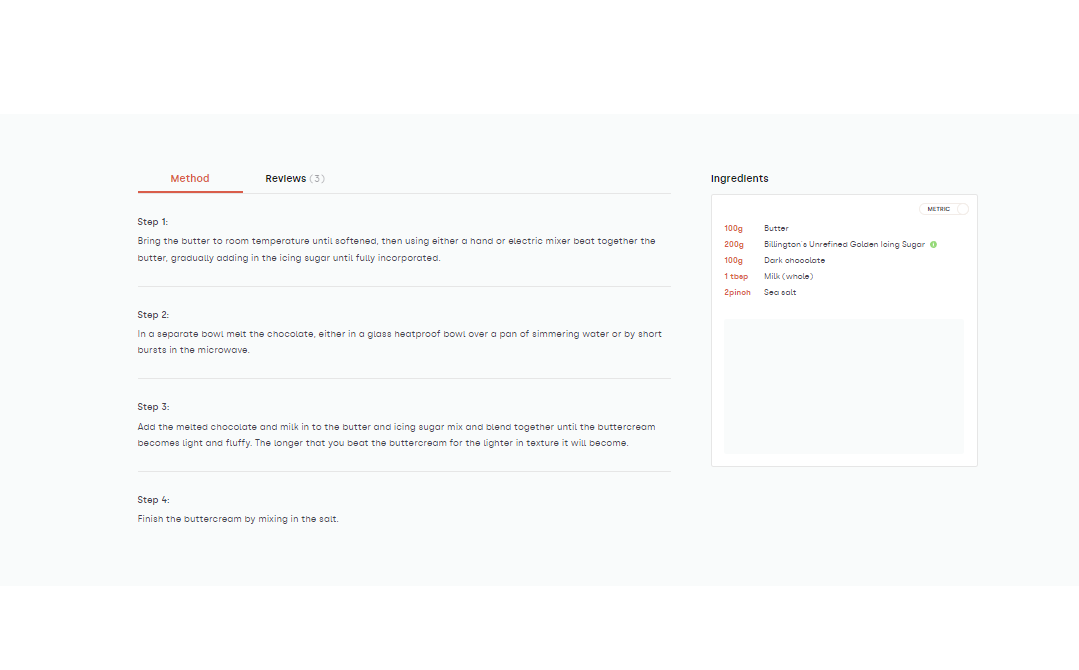 Method
Reviews (3)
Step 1:
Bring the butter to room temperature until softened, then using either a hand or electric mixer beat together the
butter, gradually adding in the icing sugar until fully incorporated.
Step 2:
In a separate bowl melt the chocolate, either in a glass heatproof bowl over a pan of simmering water or by short
bursts in the microwave.
Step 3:
Add the melted chocolate and milk in to the butter and icing sugar mix and blend together until the buttercream
becomes light and fluffy. The longer that you beat the buttercream for the lighter in texture it will become.
Step 4:
Finish the buttercream by mixing in the salt.
Ingredients
METRIC
100g Butter
200g Billington's Unrefined Golden Icing Sugar
100g Dark chocolate
1 tbsp Milk (whole)
2pinch Sea salt